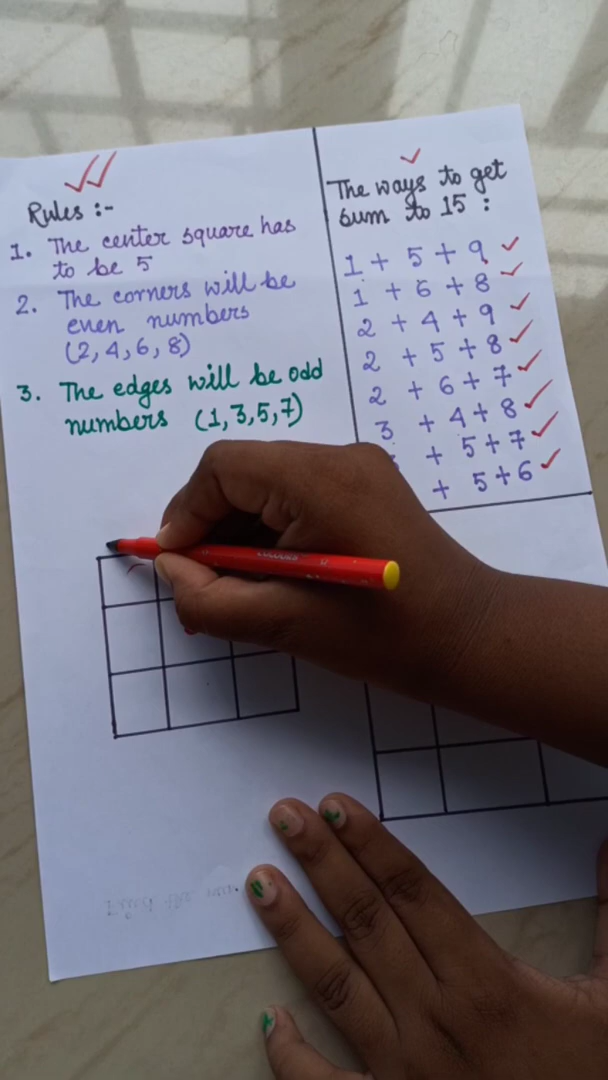 Rules :-
1. The center square has
to be 5
2. The corners will be
even numbers
(2, 4, 6, 8)
3. The edges will be odd
numbers (1, 3, 5, 7)
The ways to get
sum to 15 :
1 + 5 + 9
1 + 6 + 8
2 + 4 + 9
2 + 5 + 8
2 + 6 + 7
3 + 4 + 8
+ 5 + 7
+ 5 + 6